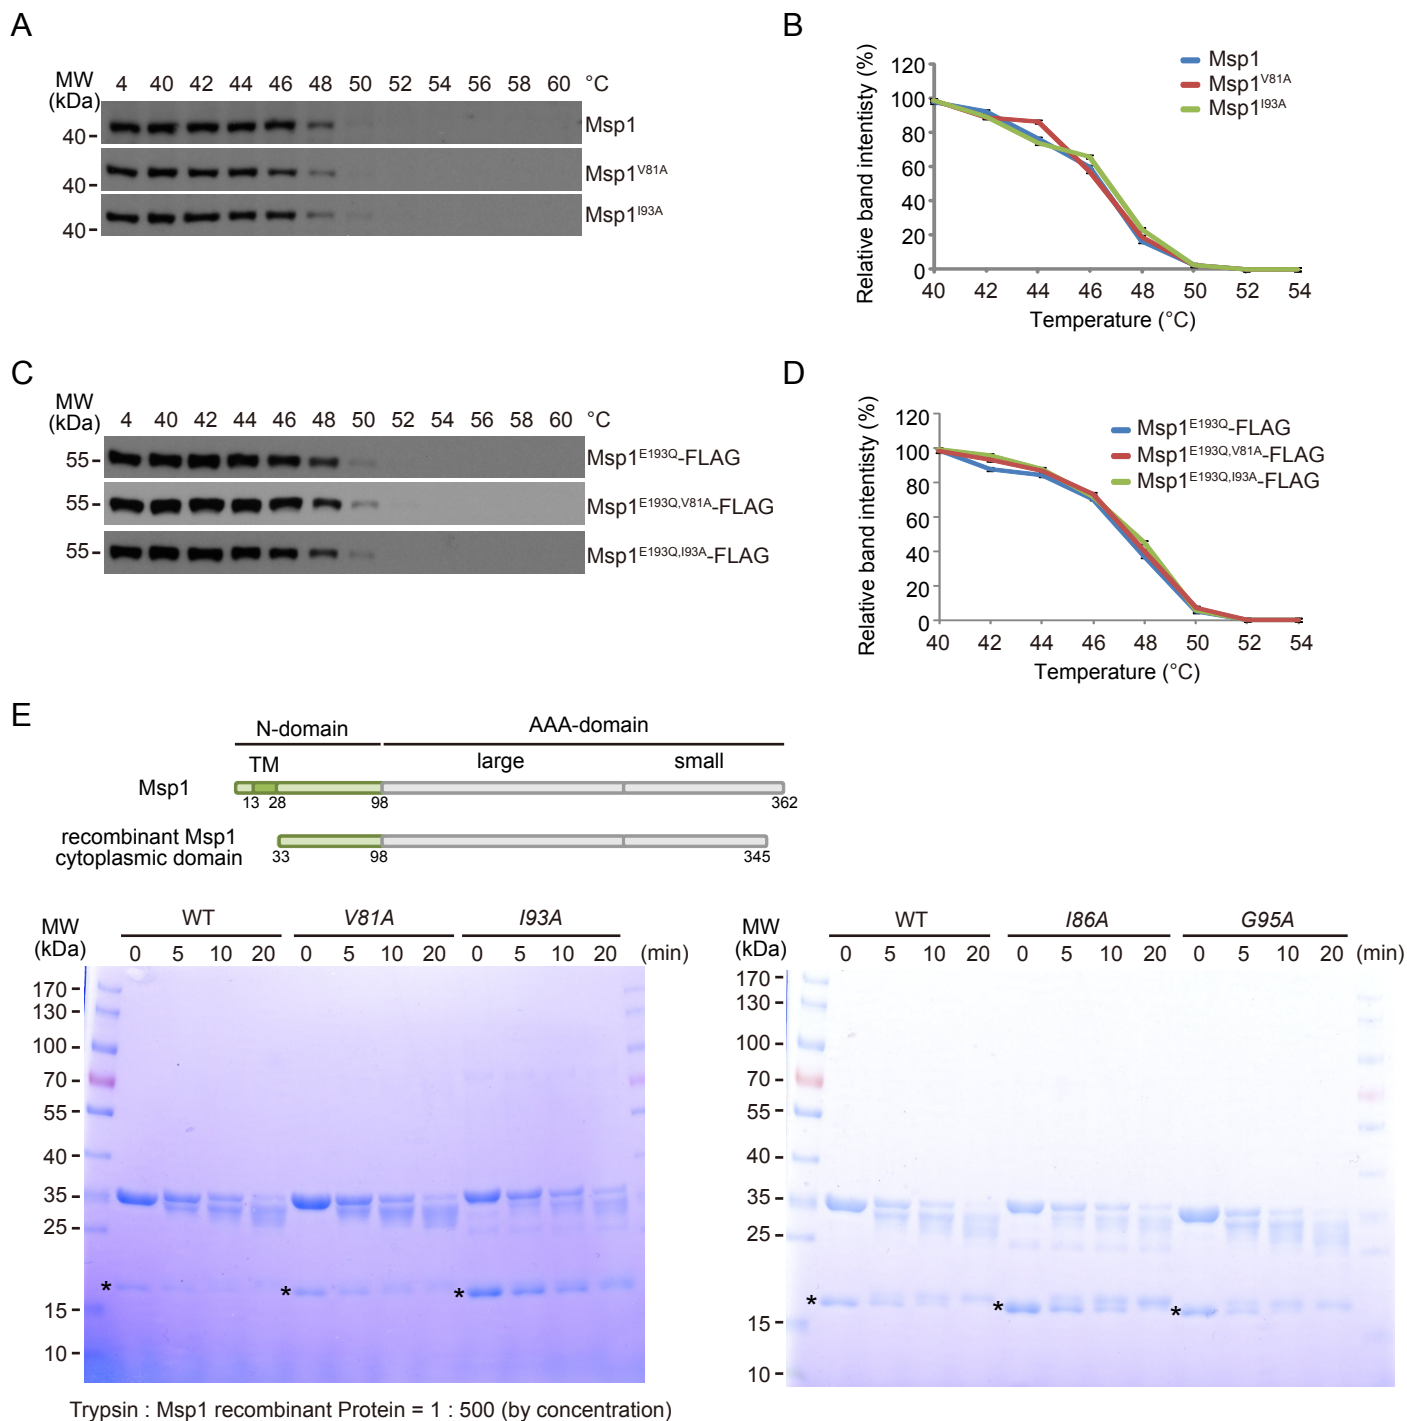 A
MW
(kDa)
4 40 42 44 46 48 50 52 54 56 58 60 °C
40
Msp1
40
Msp1V81A
40
Msp1I93A
B
Relative band intentisty (%)
120
100
80
60
40
20
0
40 42 44 46 48 50 52 54
Temperature (°C)
Msp1
Msp1V81A
Msp1I93A
C
MW
(kDa)
4 40 42 44 46 48 50 52 54 56 58 60 °C
55
Msp1E193Q-FLAG
55
Msp1E193Q,V81A-FLAG
55
Msp1E193Q,I93A-FLAG
D
Relative band intentisty (%)
120
100
80
60
40
20
0
40 42 44 46 48 50 52 54
Temperature (°C)
Msp1E193Q-FLAG
Msp1E193Q,V81A-FLAG
Msp1E193Q,I93A-FLAG
E
N-domain AAA-domain
TM large small
Msp1
13 28 98 362
recombinant Msp1
cytoplasmic domain
33 98 345
MW
(kDa)
WT V81A I93A
0 5 10 20 0 5 10 20 0 5 10 20 (min)
170
130
100
70
55
40
35
25
15
10
* * *
MW
(kDa)
WT I86A G95A
0 5 10 20 0 5 10 20 0 5 10 20 (min)
170
130
100
70
55
40
35
25
15
10
* * *
Trypsin : Msp1 recombinant Protein = 1 : 500 (by concentration)